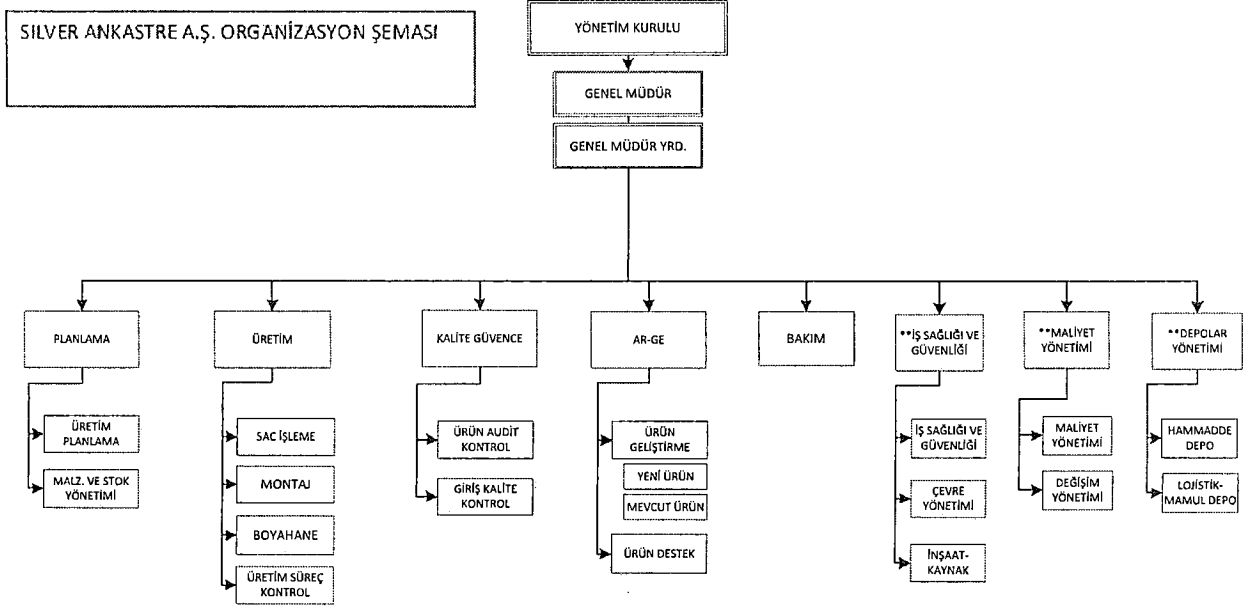 SILVER ANKASTRE A.Ş. ORGANİZASYON ŞEMASI
YÖNETİM KURULU
GENEL MÜDÜR
GENEL MÜDÜR YRD.
PLANLAMA
ÜRETİM
KALİTE GÜVENCE
AR-GE
BAKIM
**İŞ SAĞLIĞI VE
GÜVENLİĞİ
**MALİYET
YÖNETİMİ
**DEPOLAR
YÖNETİMİ
ÜRETİM
PLANLAMA
MALZ. VE STOK
YÖNETİMİ
SAC İŞLEME
MONTAJ
BOYAHANE
ÜRETİM SÜREÇ
KONTROL
ÜRÜN AUDİT
KONTROL
GİRİŞ KALİTE
KONTROL
ÜRÜN
GELİŞTİRME
YENİ ÜRÜN
MEVCUT ÜRÜN
ÜRÜN DESTEK
İŞ SAĞLIĞI VE
GÜVENLİĞİ
ÇEVRE
YÖNETİMİ
İNŞAAT-
KAYNAK
MALİYET
YÖNETİMİ
DEĞİŞİM
YÖNETİMİ
HAMMADDE
DEPO
LOJİSTİK-
MAMUL DEPO